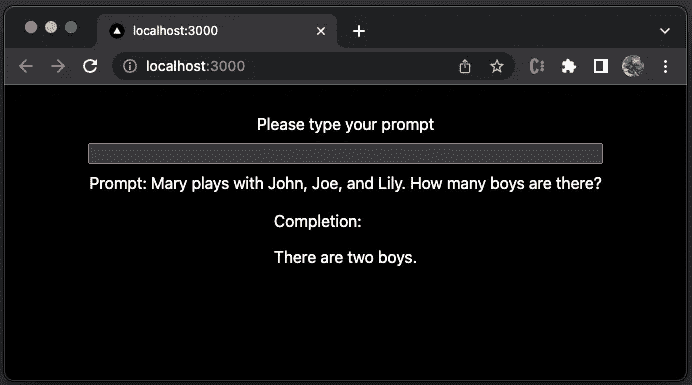 localhost:3000
localhost:3000
Please type your prompt
Prompt: Mary plays with John, Joe, and Lily. How many boys are there?
Completion:
There are two boys.